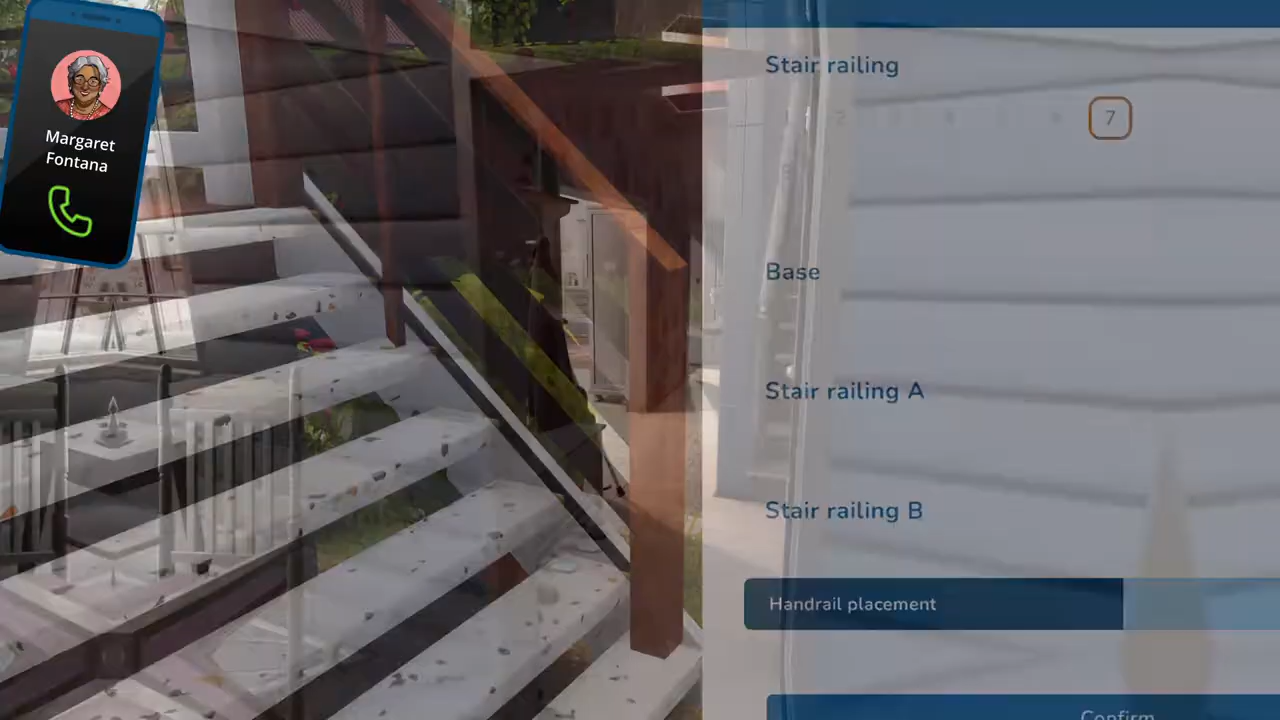 Margaret
Fontana
Stair railing
7
Base
Stair railing A
Stair railing B
Handrail placement
Confirm